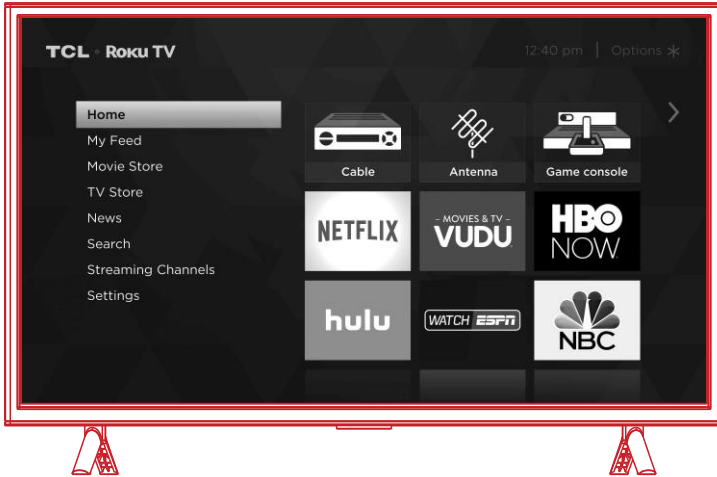 TCL · Roku TV
12:40 pm | Options
Home
My Feed
Movie Store
TV Store
News
Search
Streaming Channels
Settings
Cable
Antenna
Game console
NETFLIX
- MOVIES & TV -
VUDU
HBO
NOW
hulu
WATCH ESPN
NBC